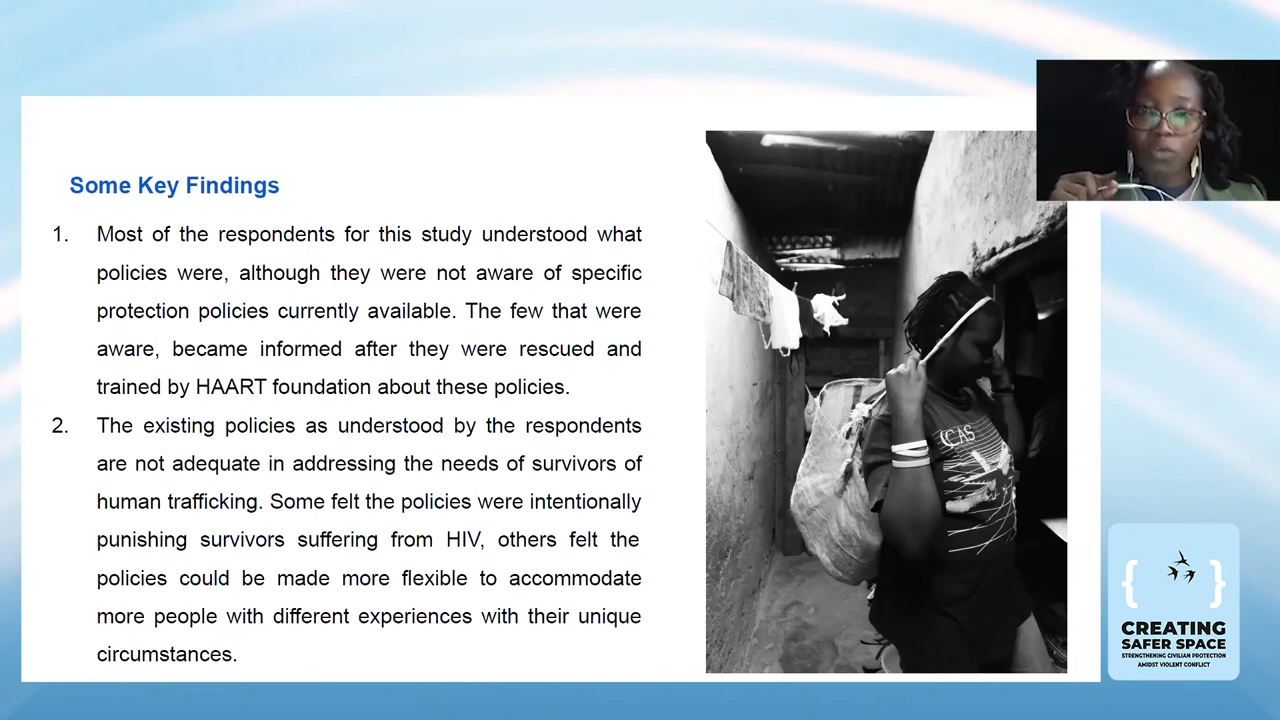 Some Key Findings
1. Most of the respondents for this study understood what
policies were, although they were not aware of specific
protection policies currently available. The few that were
aware, became informed after they were rescued and
trained by HAART foundation about these policies.
2. The existing policies as understood by the respondents
are not adequate in addressing the needs of survivors of
human trafficking. Some felt the policies were intentionally
punishing survivors suffering from HIV, others felt the
policies could be made more flexible to accommodate
more people with different experiences with their unique
circumstances.
CAS
{ }
CREATING
SAFER SPACE
STRENGTHENING CIVILIAN PROTECTION
AMIDST VIOLENT CONFLICT